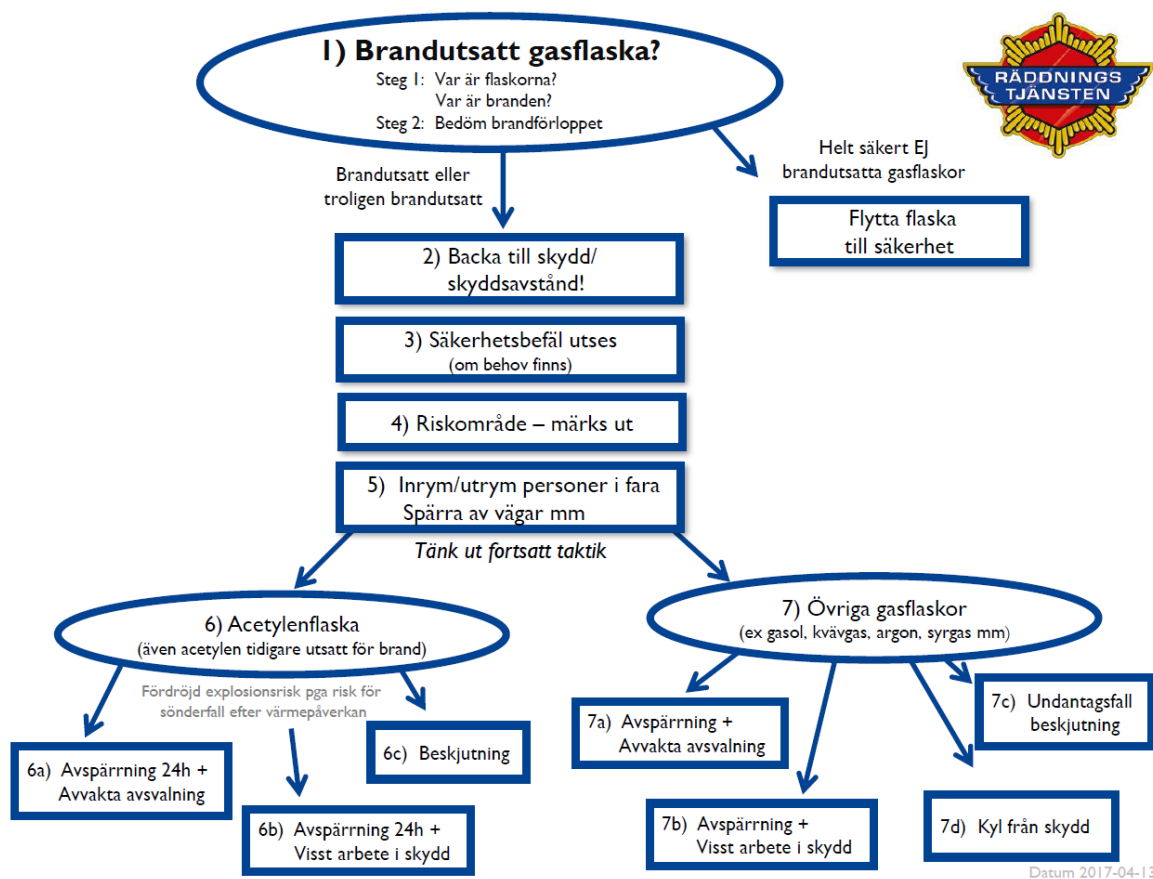 1) Brandutsatt gasflaska?
Steg 1: Var är flaskorna?
Var är branden?
Steg 2: Bedöm brandförloppet
RÄDDNINGS
TJÄNSTEN
Helt säkert EJ
brandutsatta gasflaskor
Brandutsatt eller
troligen brandutsatt
Flytta flaska
till säkerhet
2) Backa till skydd/
skyddsavstånd!
3) Säkerhetsbefäl utses
(om behov finns)
4) Riskområde – märks ut
5) Inrym/utrym personer i fara
Spärra av vägar mm
Tänk ut fortsatt taktik
6) Acetylenflaska
(även acetylen tidigare utsatt för brand)
7) Övriga gasflaskor
(ex gasol, kvävgas, argon, syrgas mm)
Fördröjd explosionsrisk pga risk för
sönderfall efter värmepåverkan
6a) Avspärrning 24h +
Avvakta avsvalning
6b) Avspärrning 24h +
Visst arbete i skydd
6c) Beskjutning
7a) Avspärrning +
Avvakta avsvalning
7b) Avspärrning +
Visst arbete i skydd
7c) Undantagsfall
beskjutning
7d) Kyl från skydd
Datum 2017-04-13